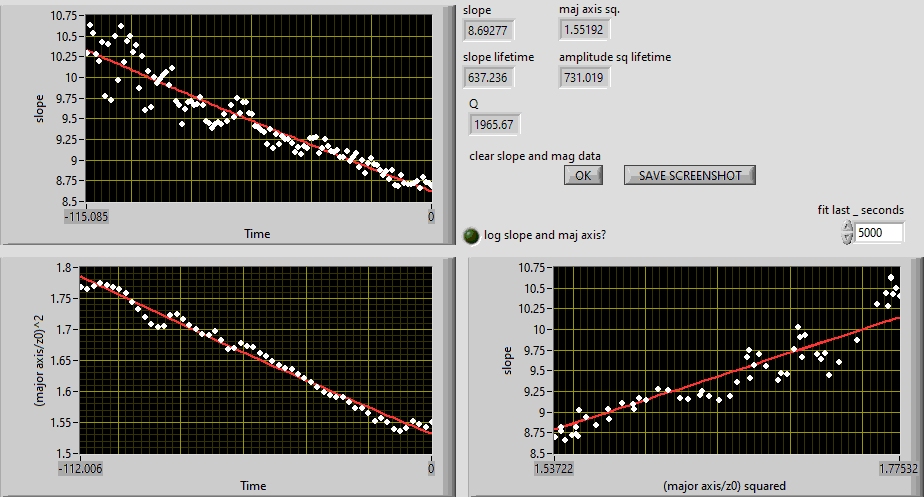 10.75
10.5
10.25
10
9.75
9.5
9.25
9
8.75
8.5
slope
-115.085
0
Time
slope
8.69277
maj axis sq.
1.55192
slope lifetime
637.236
amplitude sq lifetime
731.019
Q
1965.67
clear slope and mag data
OK
SAVE SCREENSHOT
fit last _ seconds
5000
log slope and maj axis?
1.8
1.75
1.7
1.65
1.6
1.55
1.5
(major axis/z0)^2
-112.006
0
Time
10.75
10.5
10.25
10
9.75
9.5
9.25
9
8.75
8.5
slope
1.53722
1.77532
(major axis/z0) squared